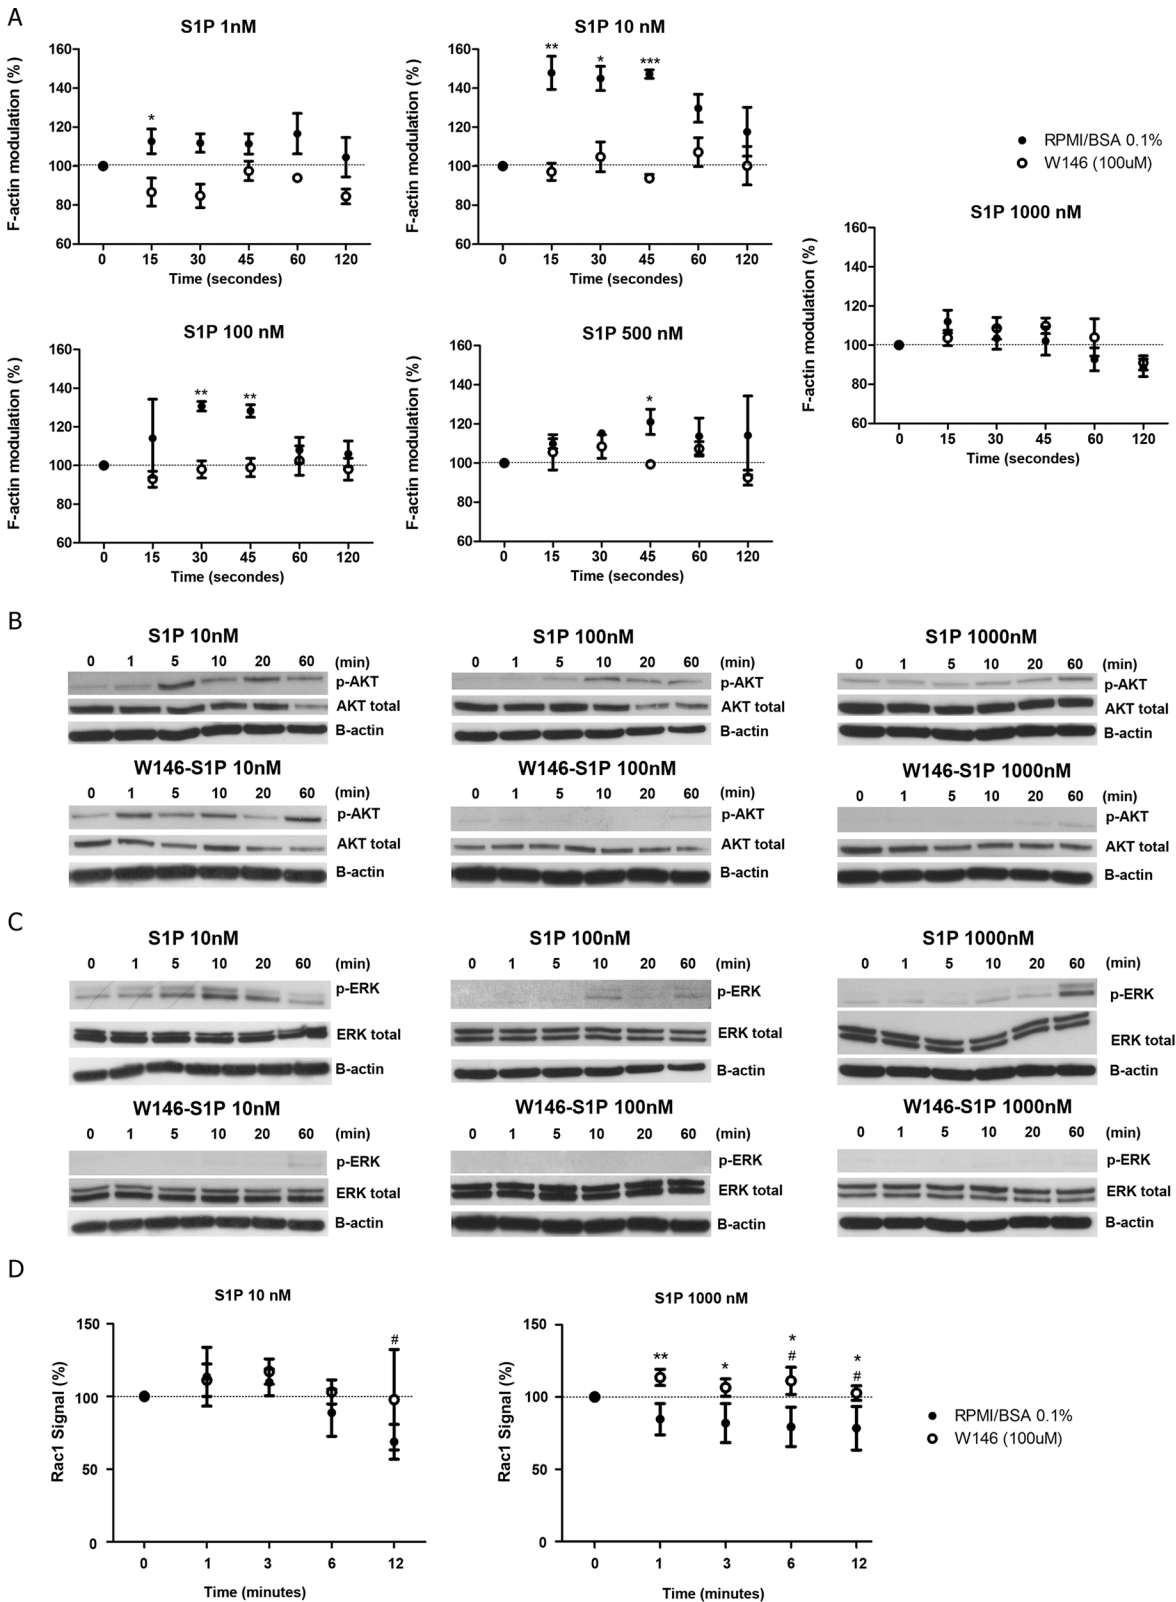 A
S1P 1nM
F-actin modulation (%)
160
140
120
100
80
60
*
0 15 30 45 60 120
Time (secondes)
S1P 10 nM
F-actin modulation (%)
160
140
120
100
80
60
** * ***
0 15 30 45 60 120
Time (secondes)
RPMI/BSA 0.1%
W146 (100uM)
S1P 1000 nM
F-actin modulation (%)
160
140
120
100
80
60
0 15 30 45 60 120
Time (secondes)
S1P 100 nM
F-actin modulation (%)
160
140
120
100
80
60
** **
0 15 30 45 60 120
Time (secondes)
S1P 500 nM
F-actin modulation (%)
160
140
120
100
80
60
*
0 15 30 45 60 120
Time (secondes)
B
S1P 10nM
0 1 5 10 20 60 (min)
p-AKT
AKT total
B-actin
W146-S1P 10nM
0 1 5 10 20 60 (min)
p-AKT
AKT total
B-actin
S1P 100nM
0 1 5 10 20 60 (min)
p-AKT
AKT total
B-actin
W146-S1P 100nM
0 1 5 10 20 60 (min)
p-AKT
AKT total
B-actin
S1P 1000nM
0 1 5 10 20 60 (min)
p-AKT
AKT total
B-actin
W146-S1P 1000nM
0 1 5 10 20 60 (min)
p-AKT
AKT total
B-actin
C
S1P 10nM
0 1 5 10 20 60 (min)
p-ERK
ERK total
B-actin
W146-S1P 10nM
0 1 5 10 20 60 (min)
p-ERK
ERK total
B-actin
S1P 100nM
0 1 5 10 20 60 (min)
p-ERK
ERK total
B-actin
W146-S1P 100nM
0 1 5 10 20 60 (min)
p-ERK
ERK total
B-actin
S1P 1000nM
0 1 5 10 20 60 (min)
p-ERK
ERK total
B-actin
W146-S1P 1000nM
0 1 5 10 20 60 (min)
p-ERK
ERK total
B-actin
D
S1P 10 nM
Rac1 Signal (%)
150
100
50
0
#
0 1 3 6 12
Time (minutes)
S1P 1000 nM
Rac1 Signal (%)
150
100
50
0
** * * *
# #
0 1 3 6 12
Time (minutes)
RPMI/BSA 0.1%
W146 (100uM)